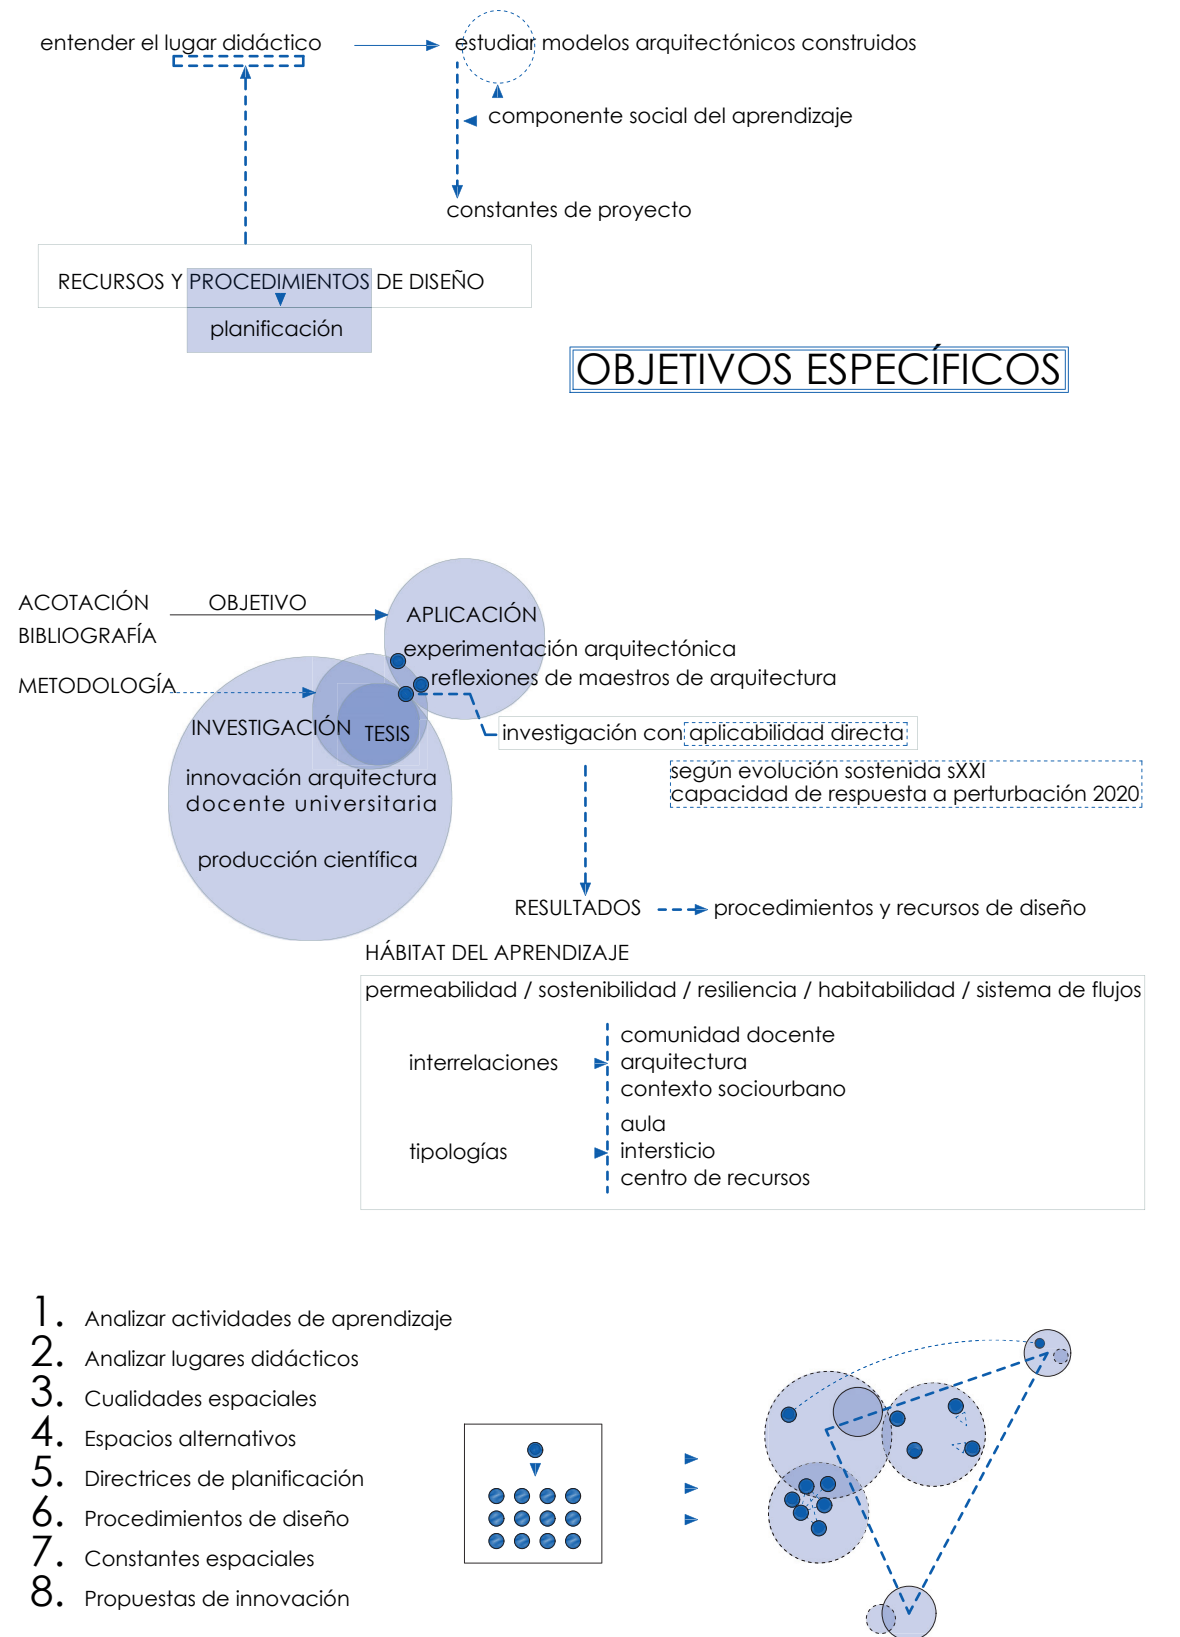 entender el lugar didáctico
estudiar modelos arquitectónicos construidos
componente social del aprendizaje
constantes de proyecto
RECURSOS Y PROCEDIMIENTOS DE DISEÑO
planificación
OBJETIVOS ESPECÍFICOS
ACOTACIÓN
OBJETIVO
APLICACIÓN
BIBLIOGRAFÍA
experimentación arquitectónica
reflexiones de maestros de arquitectura
METODOLOGÍA
INVESTIGACIÓN
TESIS
investigación con aplicabilidad directa
innovación arquitectura
docente universitaria
según evolución sostenida sXXI
capacidad de respuesta a perturbación 2020
producción científica
RESULTADOS
procedimientos y recursos de diseño
HÁBITAT DEL APRENDIZAJE
permeabilidad / sostenibilidad / resiliencia / habitabilidad / sistema de flujos
interrelaciones
comunidad docente
arquitectura
contexto sociourbano
tipologías
aula
intersticio
centro de recursos
1. Analizar actividades de aprendizaje
2. Analizar lugares didácticos
3. Cualidades espaciales
4. Espacios alternativos
5. Directrices de planificación
6. Procedimientos de diseño
7. Constantes espaciales
8. Propuestas de innovación